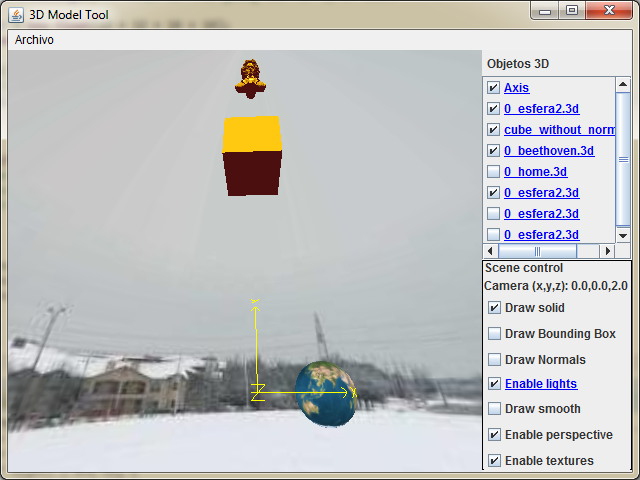 3D Model Tool
Archivo
Objetos 3D
Axis
0_esfera2.3d
cube_without_norm
0_beethoven.3d
0_home.3d
0_esfera2.3d
0_esfera2.3d
0_esfera2.3d
Scene control
Camera (x,y,z): 0.0,0.0,2.0
Draw solid
Draw Bounding Box
Draw Normals
Enable lights
Draw smooth
Enable perspective
Enable textures
Y
Z
X